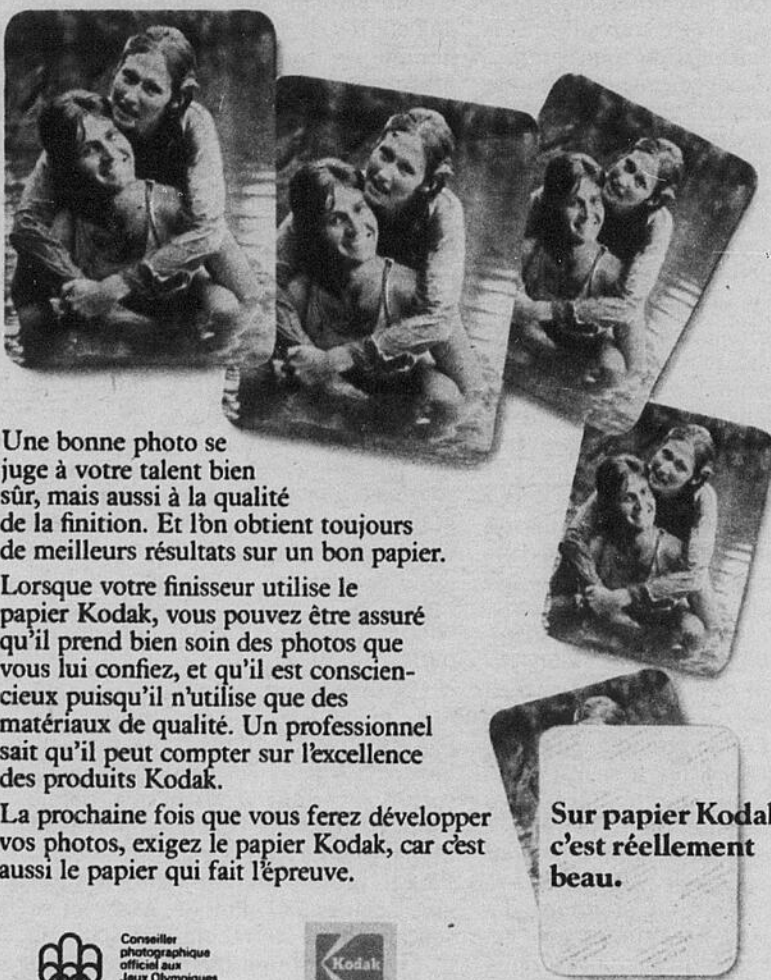 Une bonne photo se
juge à votre talent bien
sûr, mais aussi à la qualité
de la finition. Et l'on obtient toujours
de meilleurs résultats sur un bon papier.
Lorsque votre finisseur utilise le
papier Kodak, vous pouvez être assuré
qu'il prend bien soin des photos que
vous lui confiez, et qu'il est conscien-
cieux puisqu'il n'utilise que des
matériaux de qualité. Un professionnel
sait qu'il peut compter sur l'excellence
des produits Kodak.
La prochaine fois que vous ferez développer
vos photos, exigez le papier Kodak, car c'est
aussi le papier qui fait l'épreuve.
Sur papier Kodak
c'est réellement
beau.
Conseiller
photographique
officiel aux
Jeux Olympiques
Kodak